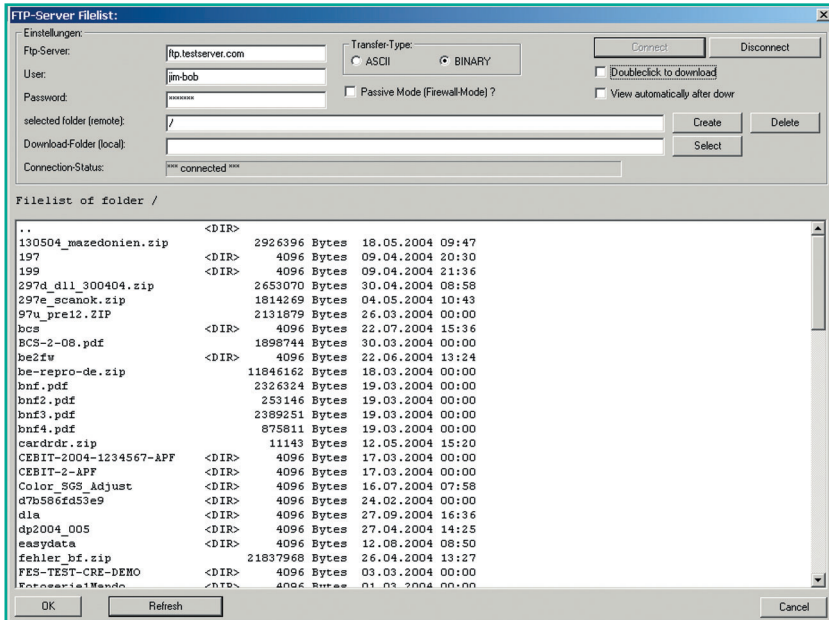 FTP-Server Filelist:
Einstellungen:
Ftp-Server: ftp.testserver.com
Transfer-Type:
ASCII BINARY
Connect Disconnect
User: jim-bob
Doubleclick to download
Password: xxxxxxx
Passive Mode (Firewall-Mode) ?
View automatically after dowr
selected folder (remote): / Create Delete
Download-Folder (local): Select
Connection-Status: *** connected ***
Filelist of folder /
.. <DIR>
130504_mazedonien.zip 2926396 Bytes 18.05.2004 09:47
197 <DIR> 4096 Bytes 09.04.2004 20:30
199 <DIR> 4096 Bytes 09.04.2004 21:36
297d_dll_300404.zip 2653070 Bytes 30.04.2004 08:58
297e_scanok.zip 1814269 Bytes 04.05.2004 10:43
97u_pre12.ZIP 2131879 Bytes 26.03.2004 00:00
bcs <DIR> 4096 Bytes 22.07.2004 15:36
BCS-2-08.pdf 1898744 Bytes 30.03.2004 00:00
be2fw <DIR> 4096 Bytes 22.06.2004 13:24
be-repro-de.zip 11846162 Bytes 18.03.2004 00:00
bnf.pdf 2326324 Bytes 19.03.2004 00:00
bnf2.pdf 253146 Bytes 19.03.2004 00:00
bnf3.pdf 2389251 Bytes 19.03.2004 00:00
bnf4.pdf 875811 Bytes 19.03.2004 00:00
cardrdr.zip 11143 Bytes 12.05.2004 15:20
CEBIT-2004-1234567-APF <DIR> 4096 Bytes 17.03.2004 00:00
CEBIT-2-APF <DIR> 4096 Bytes 17.03.2004 00:00
Color_SGS_Adjust <DIR> 4096 Bytes 16.07.2004 07:58
d7b586fd53e9 <DIR> 4096 Bytes 24.02.2004 00:00
dla <DIR> 4096 Bytes 27.09.2004 16:36
dp2004_005 <DIR> 4096 Bytes 27.04.2004 14:25
easydata <DIR> 4096 Bytes 12.08.2004 08:50
fehler_bf.zip 21837968 Bytes 26.04.2004 13:27
FES-TEST-CRE-DEMO <DIR> 4096 Bytes 03.03.2004 00:00
Fotoserie1Mando <DIR> 4096 Bytes 01.03.2004 00:00
OK Refresh Cancel